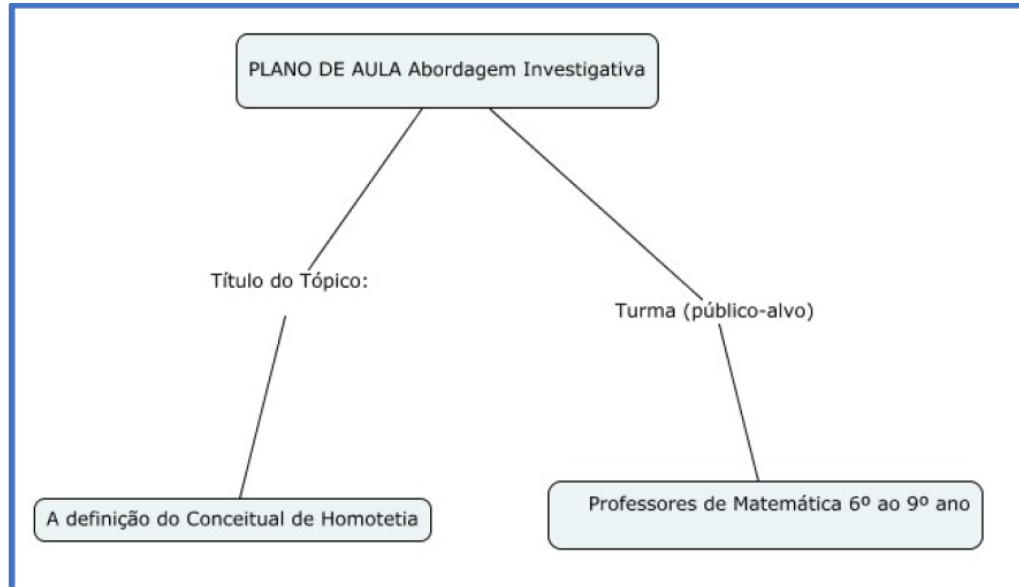 PLANO DE AULA Abordagem Investigativa
Título do Tópico:
Turma (público-alvo)
A definição do Conceitual de Homotetia
Professores de Matemática 6º ao 9º ano